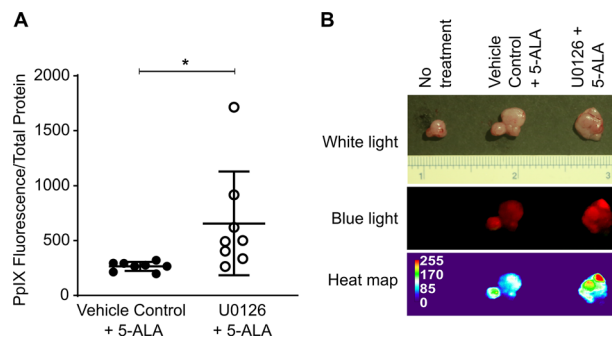 A
*
PpIX Fluorescence/Total Protein
2000
1500
1000
500
0
Vehicle Control
+ 5-ALA
U0126
+ 5-ALA
B
No
treatment
Vehicle
Control
+ 5-ALA
U0126 +
5-ALA
White light
1
2
3
Blue light
Heat map
255
170
85
0